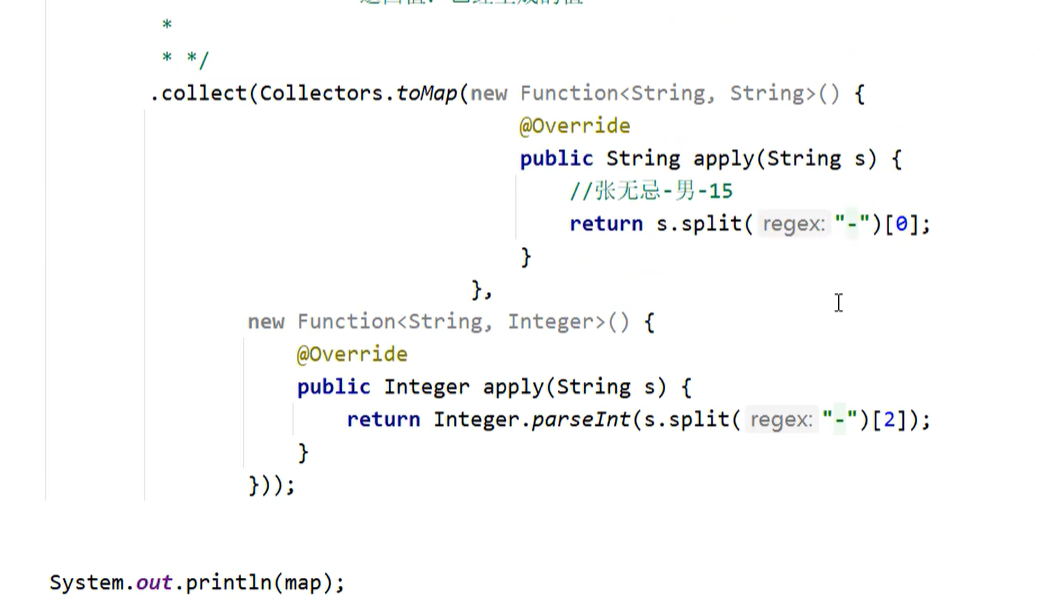 *
* */
.collect(Collectors.toMap(new Function<String, String>() {
@Override
public String apply(String s) {
//张无忌-男-15
return s.split( regex: "-")[0];
}
},
new Function<String, Integer>() {
@Override
public Integer apply(String s) {
return Integer.parseInt(s.split( regex: "-")[2]);
}
}));
System.out.println(map);